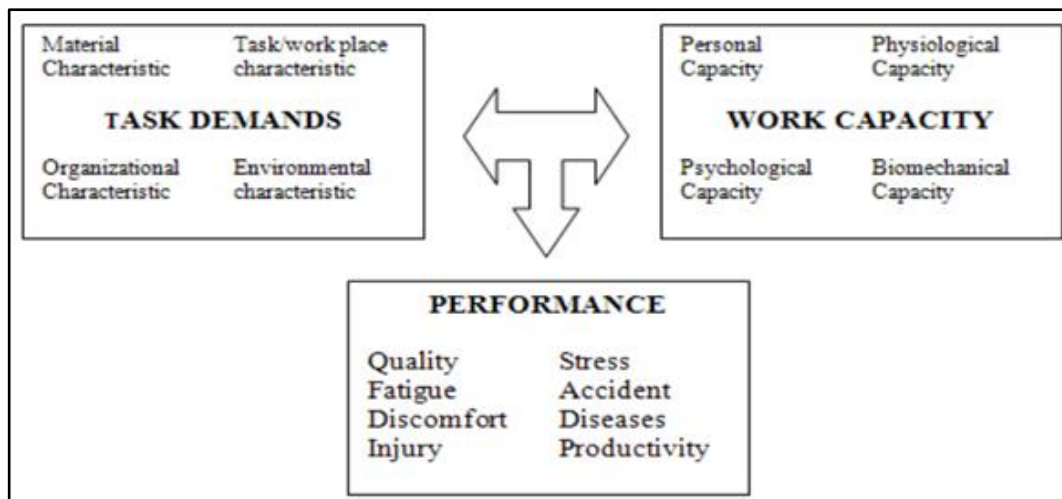 Material Characteristic
Task/work place characteristic
TASK DEMANDS
Organizational Characteristic
Environmental characteristic
Personal Capacity
Physiological Capacity
WORK CAPACITY
Psychological Capacity
Biomechanical Capacity
PERFORMANCE
Quality Stress
Fatigue Accident
Discomfort Diseases
Injury Productivity